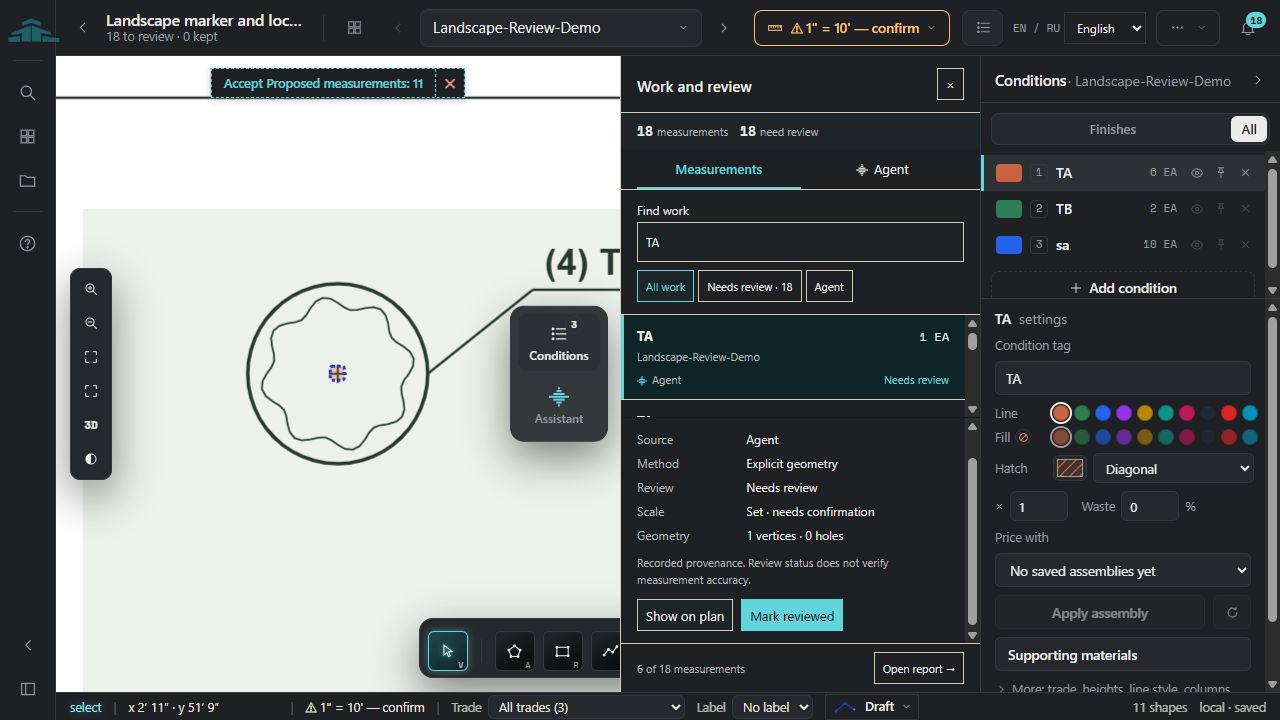 Landscape marker and loc...
18 to review · 0 kept
Landscape-Review-Demo
⚠ 1" = 10' — confirm
EN / RU
English
···
18
Accept Proposed measurements: 11
(4) T
3D
3
Conditions
Assistant
V
A
R
Work and review
×
18 measurements 18 need review
Measurements
Agent
Find work
TA
All work
Needs review · 18
Agent
TA 1 EA
Landscape-Review-Demo
Agent Needs review
Source Agent
Method Explicit geometry
Review Needs review
Scale Set · needs confirmation
Geometry 1 vertices · 0 holes
Recorded provenance. Review status does not verify
measurement accuracy.
Show on plan
Mark reviewed
6 of 18 measurements
Open report →
Conditions · Landscape-Review-Demo
Finishes
All
1 TA 6 EA
2 TB 2 EA
3 sa 10 EA
+ Add condition
TA settings
Condition tag
TA
Line
Fill
Hatch
Diagonal
× 1 Waste 0 %
Price with
No saved assemblies yet
Apply assembly
Supporting materials
More: trade, heights, line style, columns
select
x 2' 11" · y 51' 9"
⚠ 1" = 10' — confirm
Trade
All trades (3)
Label
No label
Draft
11 shapes
local · saved